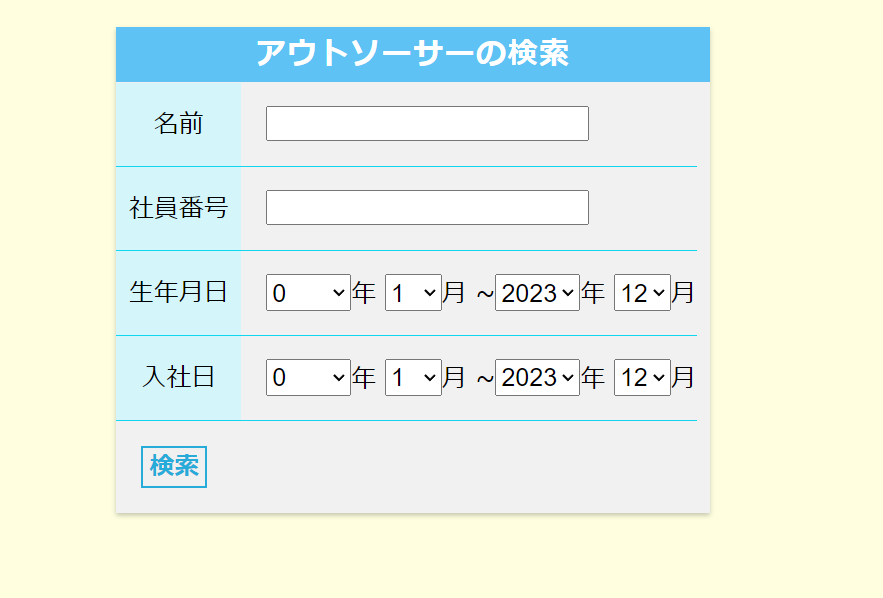 アウトソーサーの検索
名前
社員番号
生年月日 0 年 1 月 ~ 2023 年 12 月
入社日 0 年 1 月 ~ 2023 年 12 月
検索